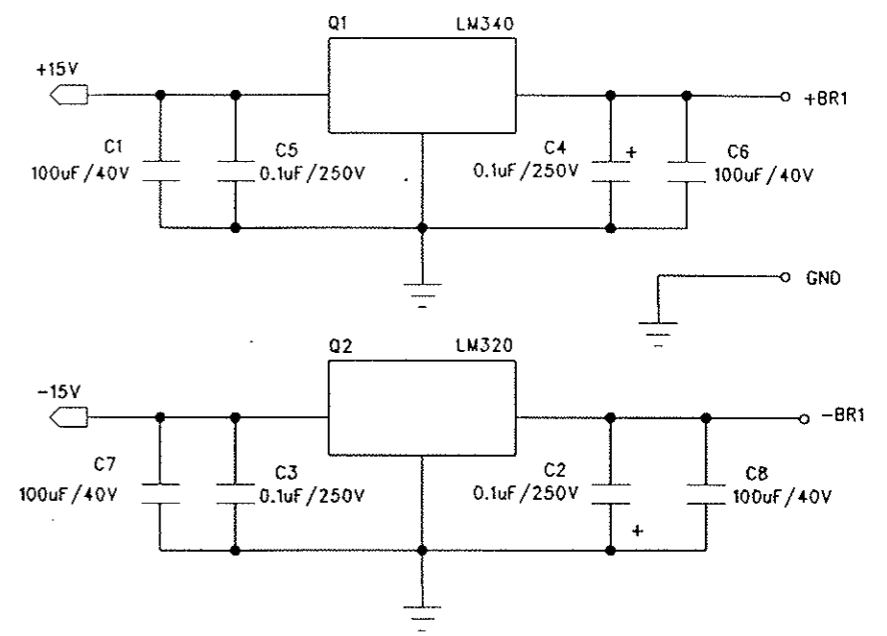 Q1 LM340
+15V
+BR1
C1
100uF/40V
C5
0.1uF/250V
C4
0.1uF/250V
+
C6
100uF/40V
GND
Q2 LM320
-15V
-BR1
C7
100uF/40V
C3
0.1uF/250V
C2
0.1uF/250V
+
C8
100uF/40V